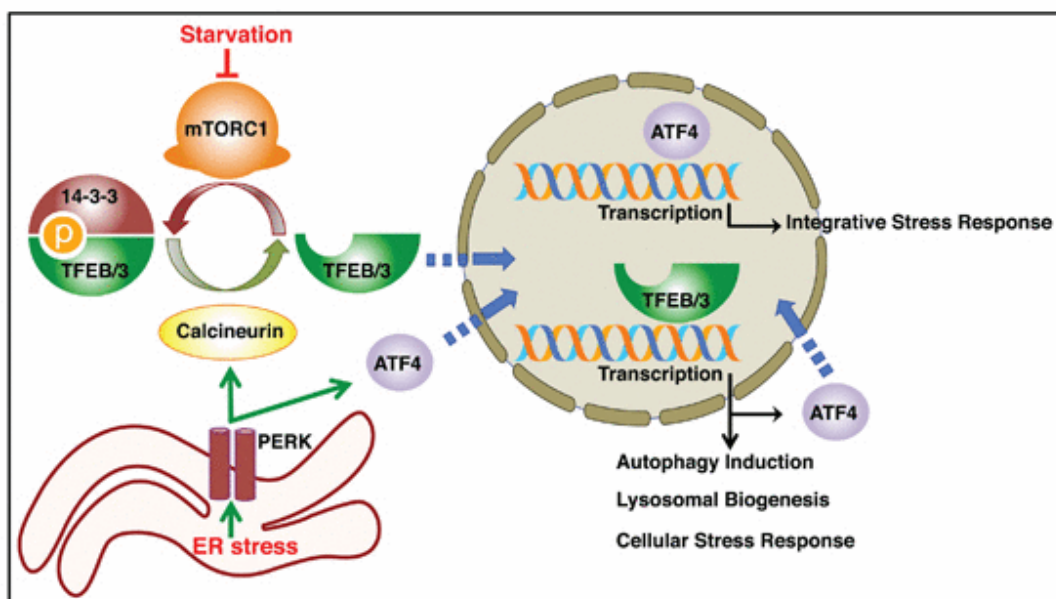 Starvation
mTORC1
14-3-3
P
TFEB/3
TFEB/3
Calcineurin
ATF4
PERK
ER stress
ATF4
Transcription
Integrative Stress Response
TFEB/3
Transcription
ATF4
Autophagy Induction
Lysosomal Biogenesis
Cellular Stress Response